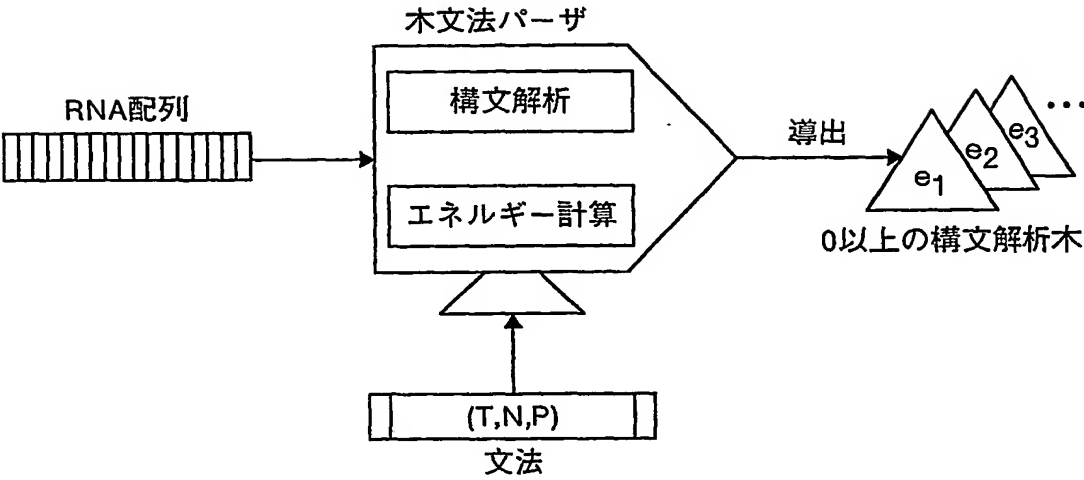 木文法パーザ
RNA配列
構文解析
エネルギー計算
導出
e1
e2
e3
...
0以上の構文解析木
(T,N,P)
文法